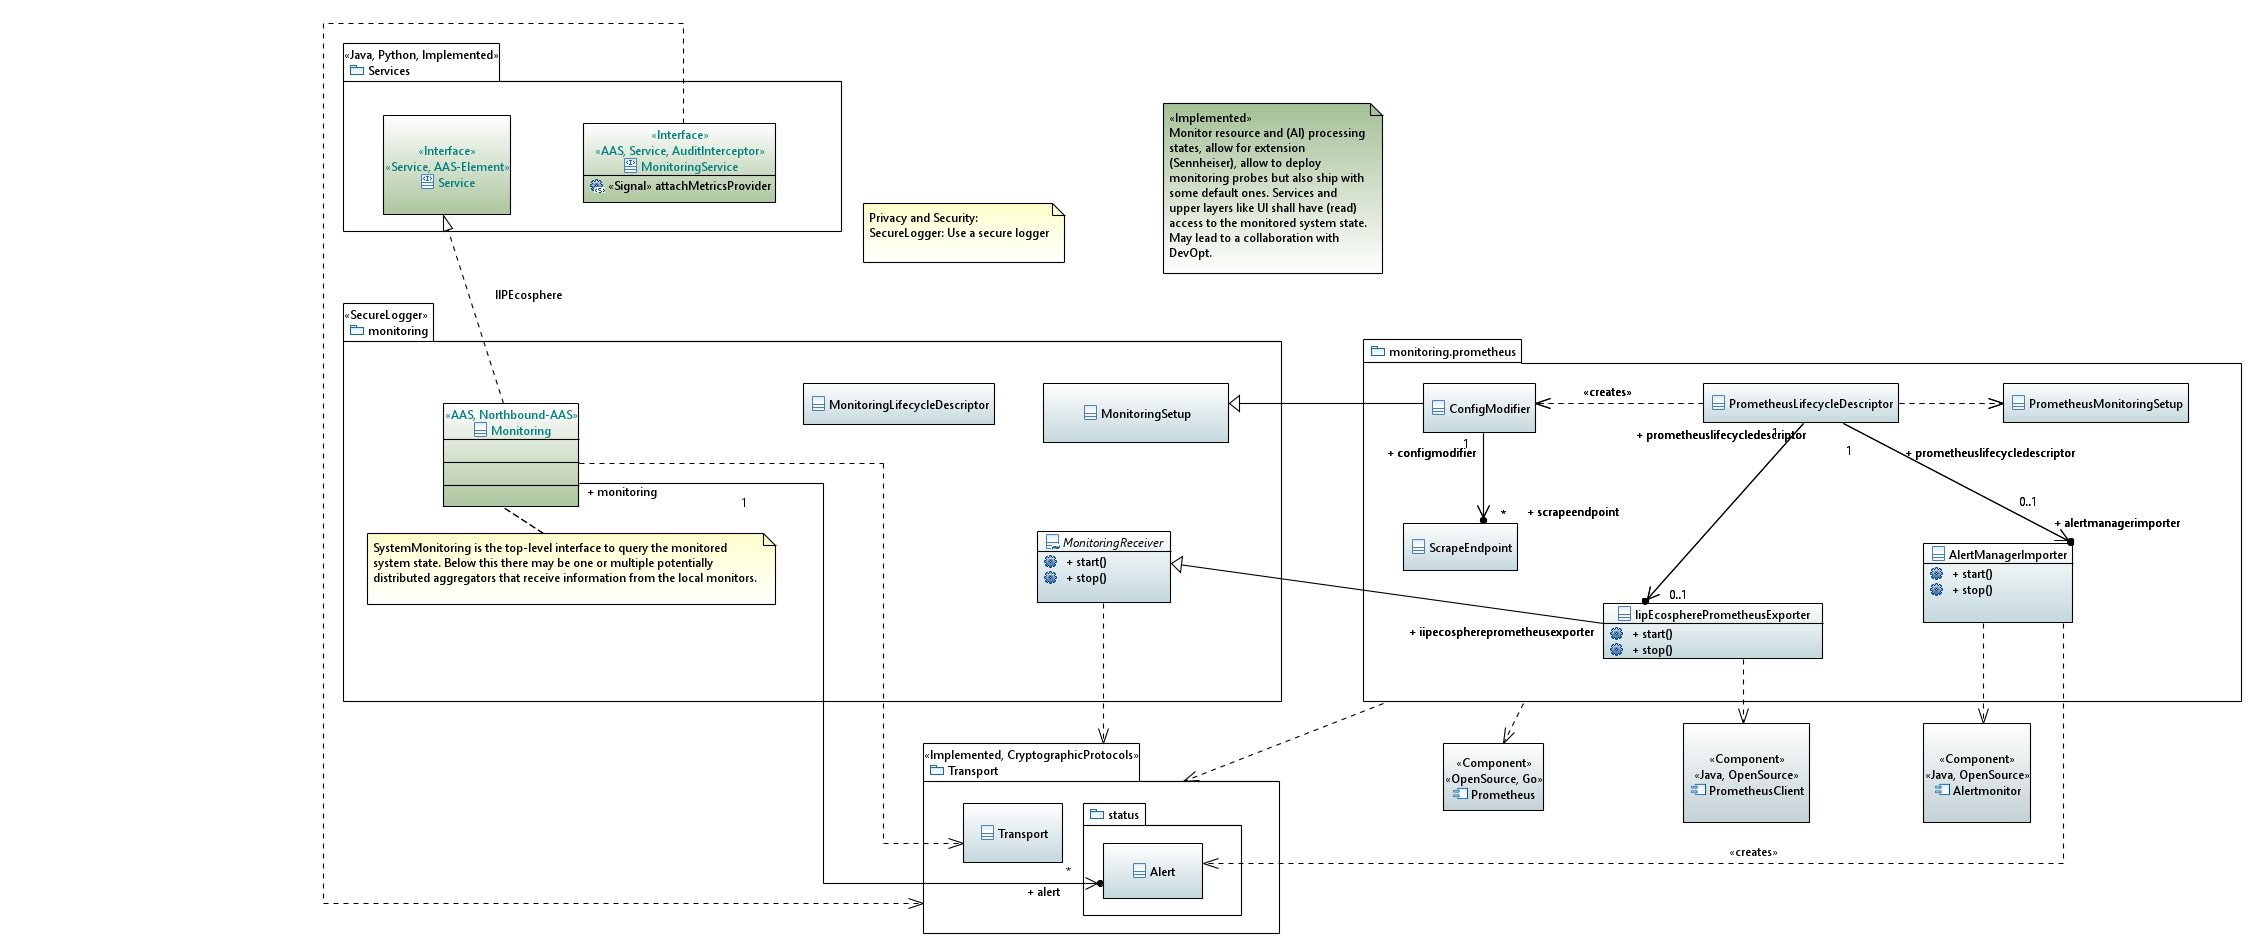 «Java, Python, Implemented»
Services
«Interface»
«Service, AAS-Element»
Service
«Interface»
«AAS, Service, AuditInterceptor»
MonitoringService
«Signal» attachMetricsProvider
Privacy and Security:
SecureLogger: Use a secure logger
«Implemented»
Monitor resource and (AI) processing
states, allow for extension
(Sennheiser), allow to deploy
monitoring probes but also ship with
some default ones. Services and
upper layers like UI shall have (read)
access to the monitored system state.
May lead to a collaboration with
DevOpt.
IIPEcosphere
«SecureLogger»
monitoring
«AAS, Northbound-AAS»
Monitoring
MonitoringLifecycleDescriptor
MonitoringSetup
+ monitoring
1
SystemMonitoring is the top-level interface to query the monitored
system state. Below this there may be one or multiple potentially
distributed aggregators that receive information from the local monitors.
MonitoringReceiver
+ start()
+ stop()
monitoring.prometheus
ConfigModifier
«creates»
PrometheusLifecycleDescriptor
PrometheusMonitoringSetup
1
+ configmodifier
+ prometheuslifecycledescriptor
1
1
+ prometheuslifecycledescriptor
*
+ scrapeendpoint
0..1
+ alertmanagerimporter
ScrapeEndpoint
AlertManagerImporter
+ start()
+ stop()
0..1
+ iipecosphereprometheusexporter
IipEcospherePrometheusExporter
+ start()
+ stop()
«Implemented, CryptographicProtocols»
Transport
Transport
status
Alert
*
+ alert
«Component»
«OpenSource, Go»
Prometheus
«Component»
«Java, OpenSource»
PrometheusClient
«Component»
«Java, OpenSource»
Alertmonitor
«creates»